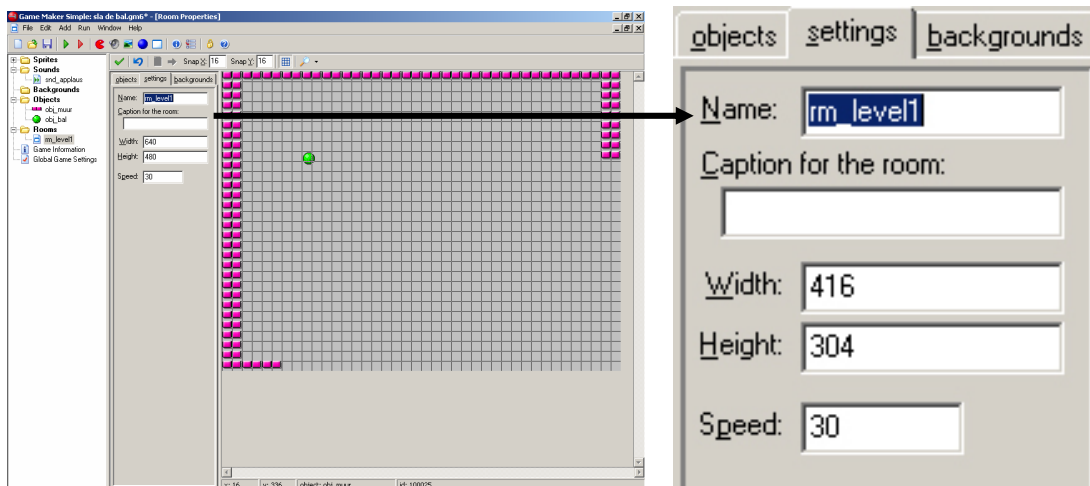 Game Maker Simple: sla de bal.gm6* - [Room Properties]
File Edit Add Run Window Help
Snap X: 16 Snap Y: 16
Sprites
Sounds
snd_applaus
Backgrounds
Objects
obj_muur
obj_bal
Rooms
rm_level1
Game Information
Global Game Settings
objects settings backgrounds
Name: rm_level1
Caption for the room:
Width: 640
Height: 480
Speed: 30
x: 16 y: 336 object: obj_muur id: 100025
objects settings backgrounds
Name: rm_level1
Caption for the room:
Width: 416
Height: 304
Speed: 30